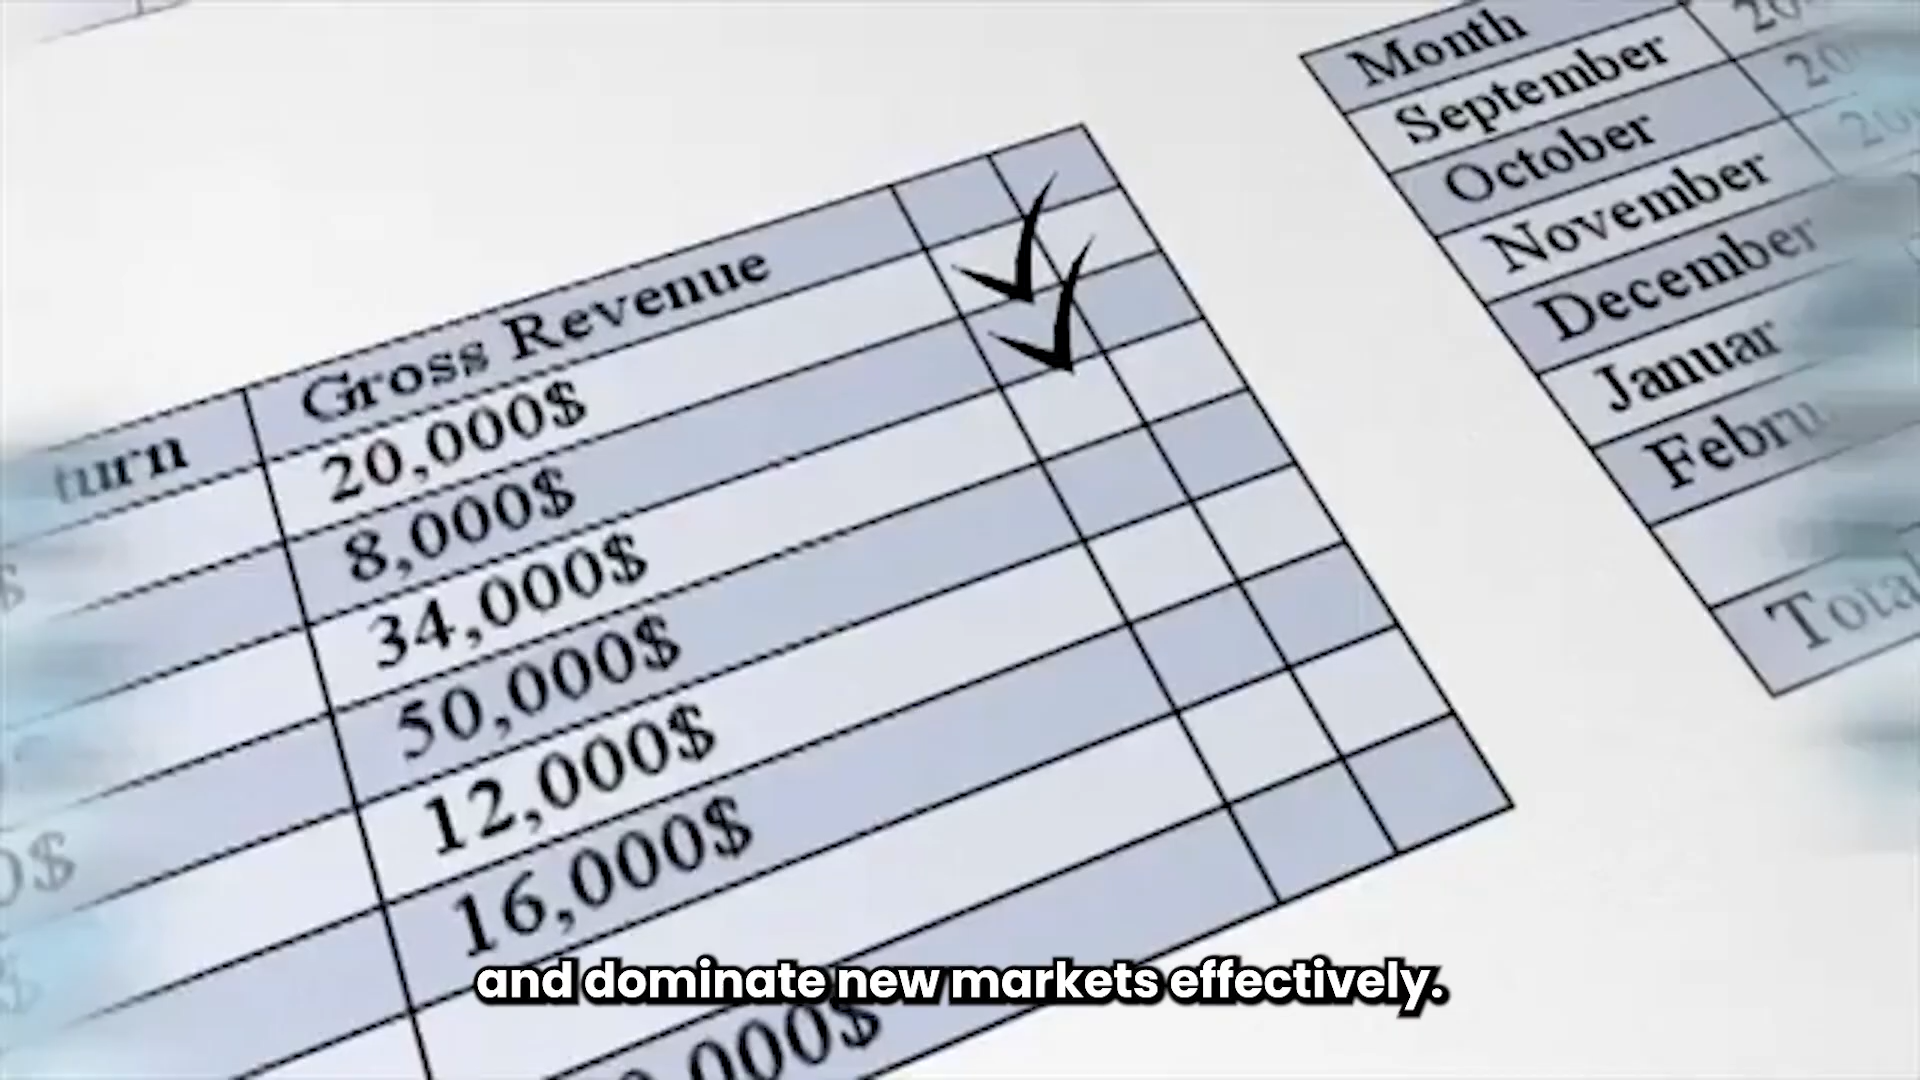 turn
Gross Revenue
20,000$
8,000$
34,000$
50,000$
12,000$
16,000$
Month
September
October
November
December
and dominate new markets effectively.